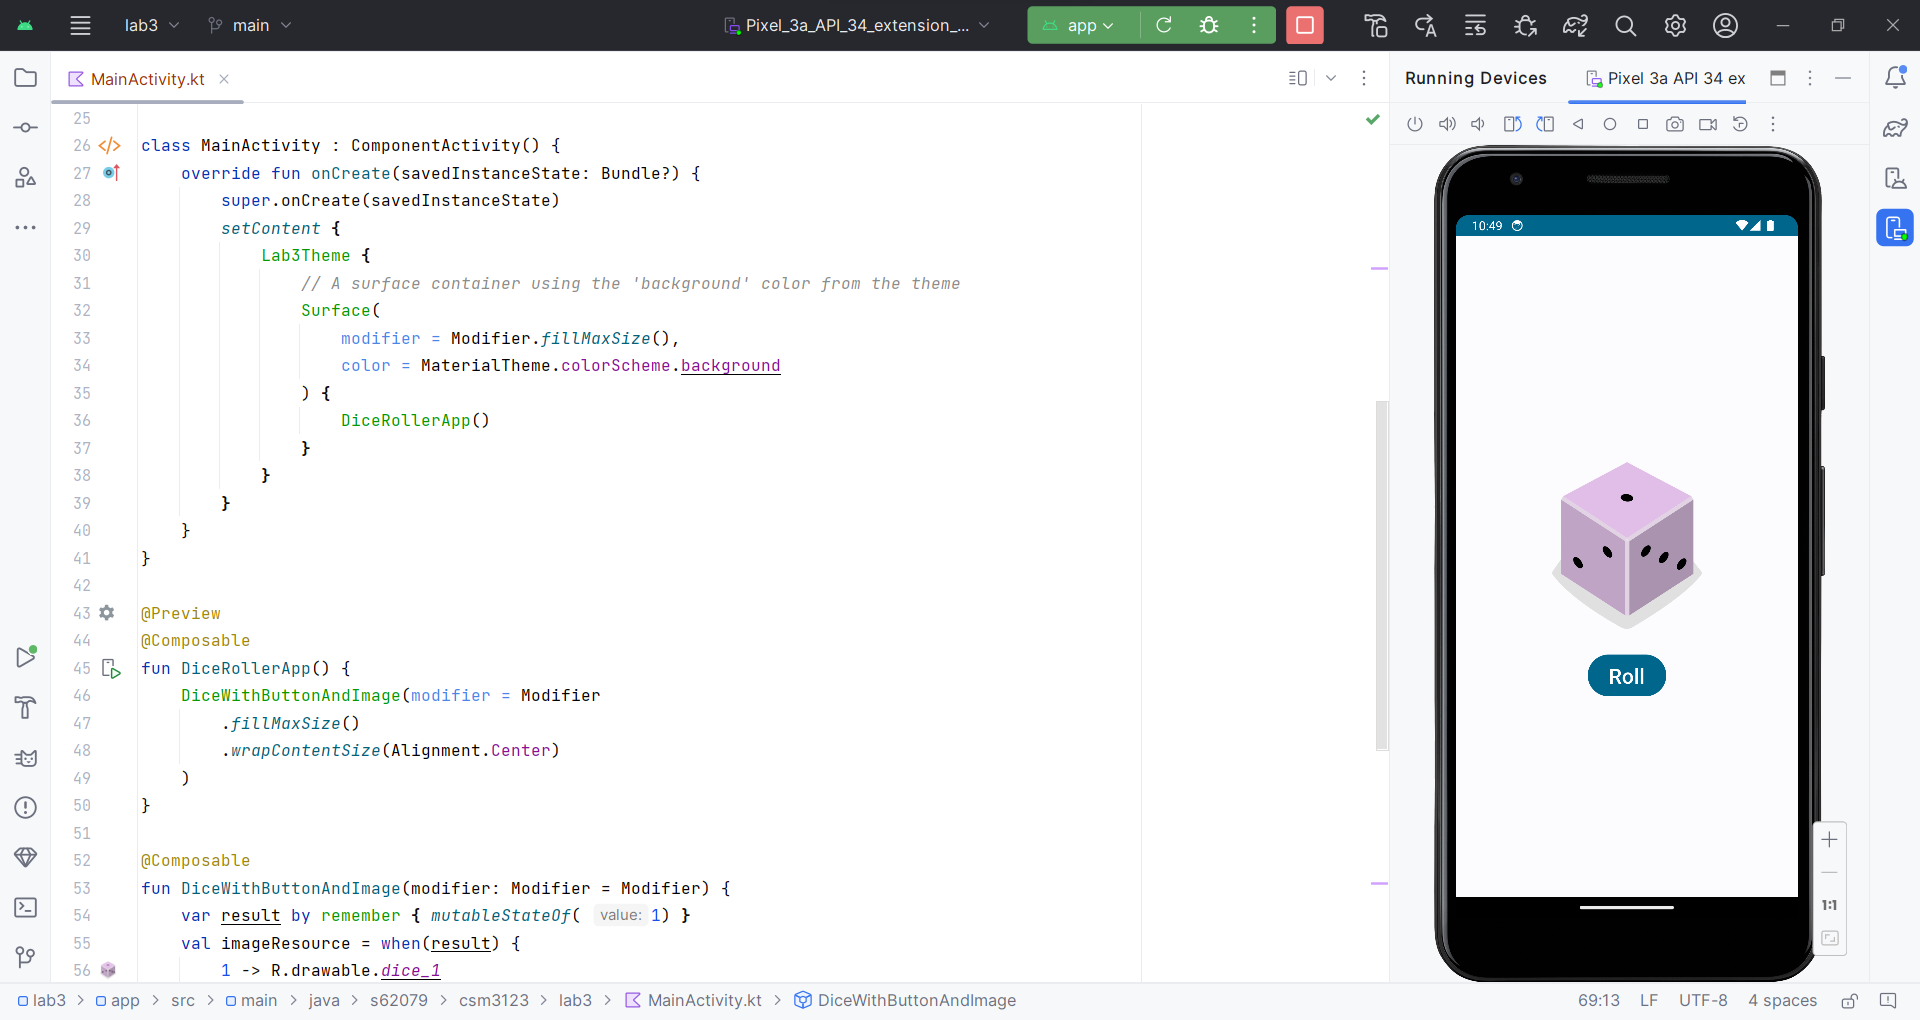 lab3 main Pixel_3a_API_34_extension_... app
MainActivity.kt Running Devices Pixel 3a API 34 ex
25
26 class MainActivity : ComponentActivity() {
27 override fun onCreate(savedInstanceState: Bundle?) {
28 super.onCreate(savedInstanceState)
29 setContent {
30 Lab3Theme {
31 // A surface container using the 'background' color from the theme
32 Surface(
33 modifier = Modifier.fillMaxSize(),
34 color = MaterialTheme.colorScheme.background
35 ) {
36 DiceRollerApp()
37 }
38 }
39 }
40 }
41 }
42
43 @Preview
44 @Composable
45 fun DiceRollerApp() {
46 DiceWithButtonAndImage(modifier = Modifier
47 .fillMaxSize()
48 .wrapContentSize(Alignment.Center)
49 )
50 }
51
52 @Composable
53 fun DiceWithButtonAndImage(modifier: Modifier = Modifier) {
54 var result by remember { mutableStateOf( value: 1) }
55 val imageResource = when(result) {
56 1 -> R.drawable.dice_1
10:49
Roll
1:1
lab3 > app > src > main > java > s62079 > csm3123 > lab3 > MainActivity.kt > DiceWithButtonAndImage 69:13 LF UTF-8 4 spaces